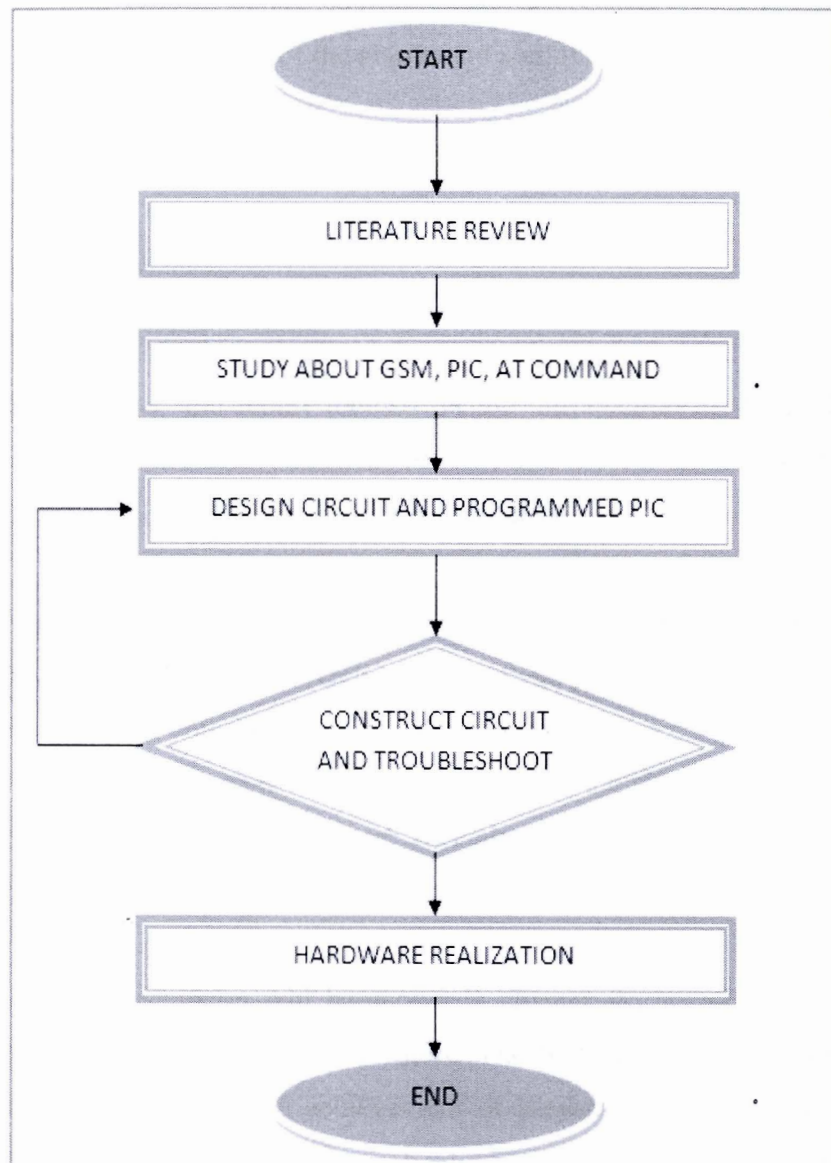 START
LITERATURE REVIEW
STUDY ABOUT GSM, PIC, AT COMMAND
DESIGN CIRCUIT AND PROGRAMMED PIC
CONSTRUCT CIRCUIT
AND TROUBLESHOOT
HARDWARE REALIZATION
END